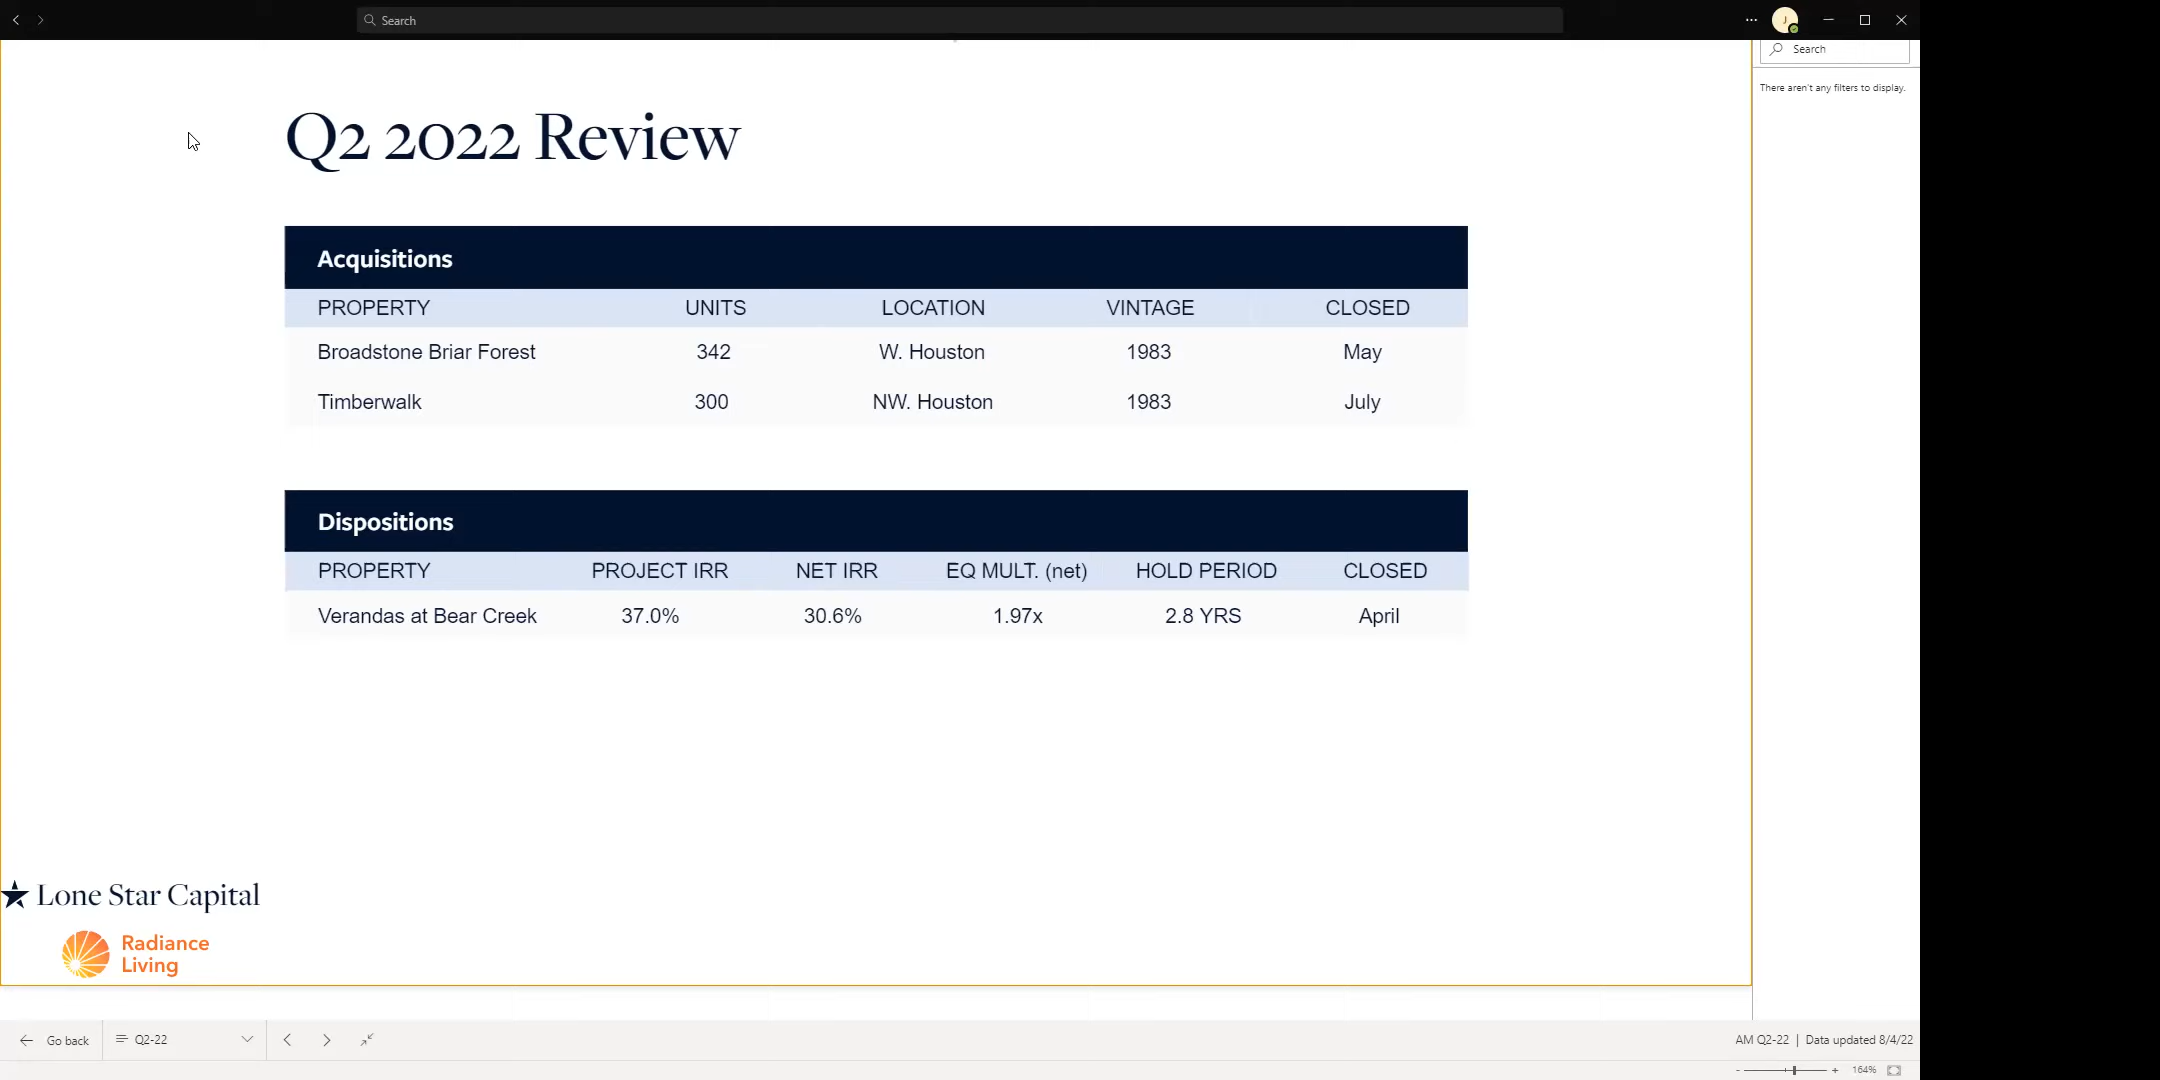 Search
J
Search
There aren't any filters to display.
Q2 2022 Review
Acquisitions
PROPERTY UNITS LOCATION VINTAGE CLOSED
Broadstone Briar Forest 342 W. Houston 1983 May
Timberwalk 300 NW. Houston 1983 July
Dispositions
PROPERTY PROJECT IRR NET IRR EQ MULT. (net) HOLD PERIOD CLOSED
Verandas at Bear Creek 37.0% 30.6% 1.97x 2.8 YRS April
Lone Star Capital
Radiance
Living
Go back Q2-22 AM Q2-22 | Data updated 8/4/22
- + 164%